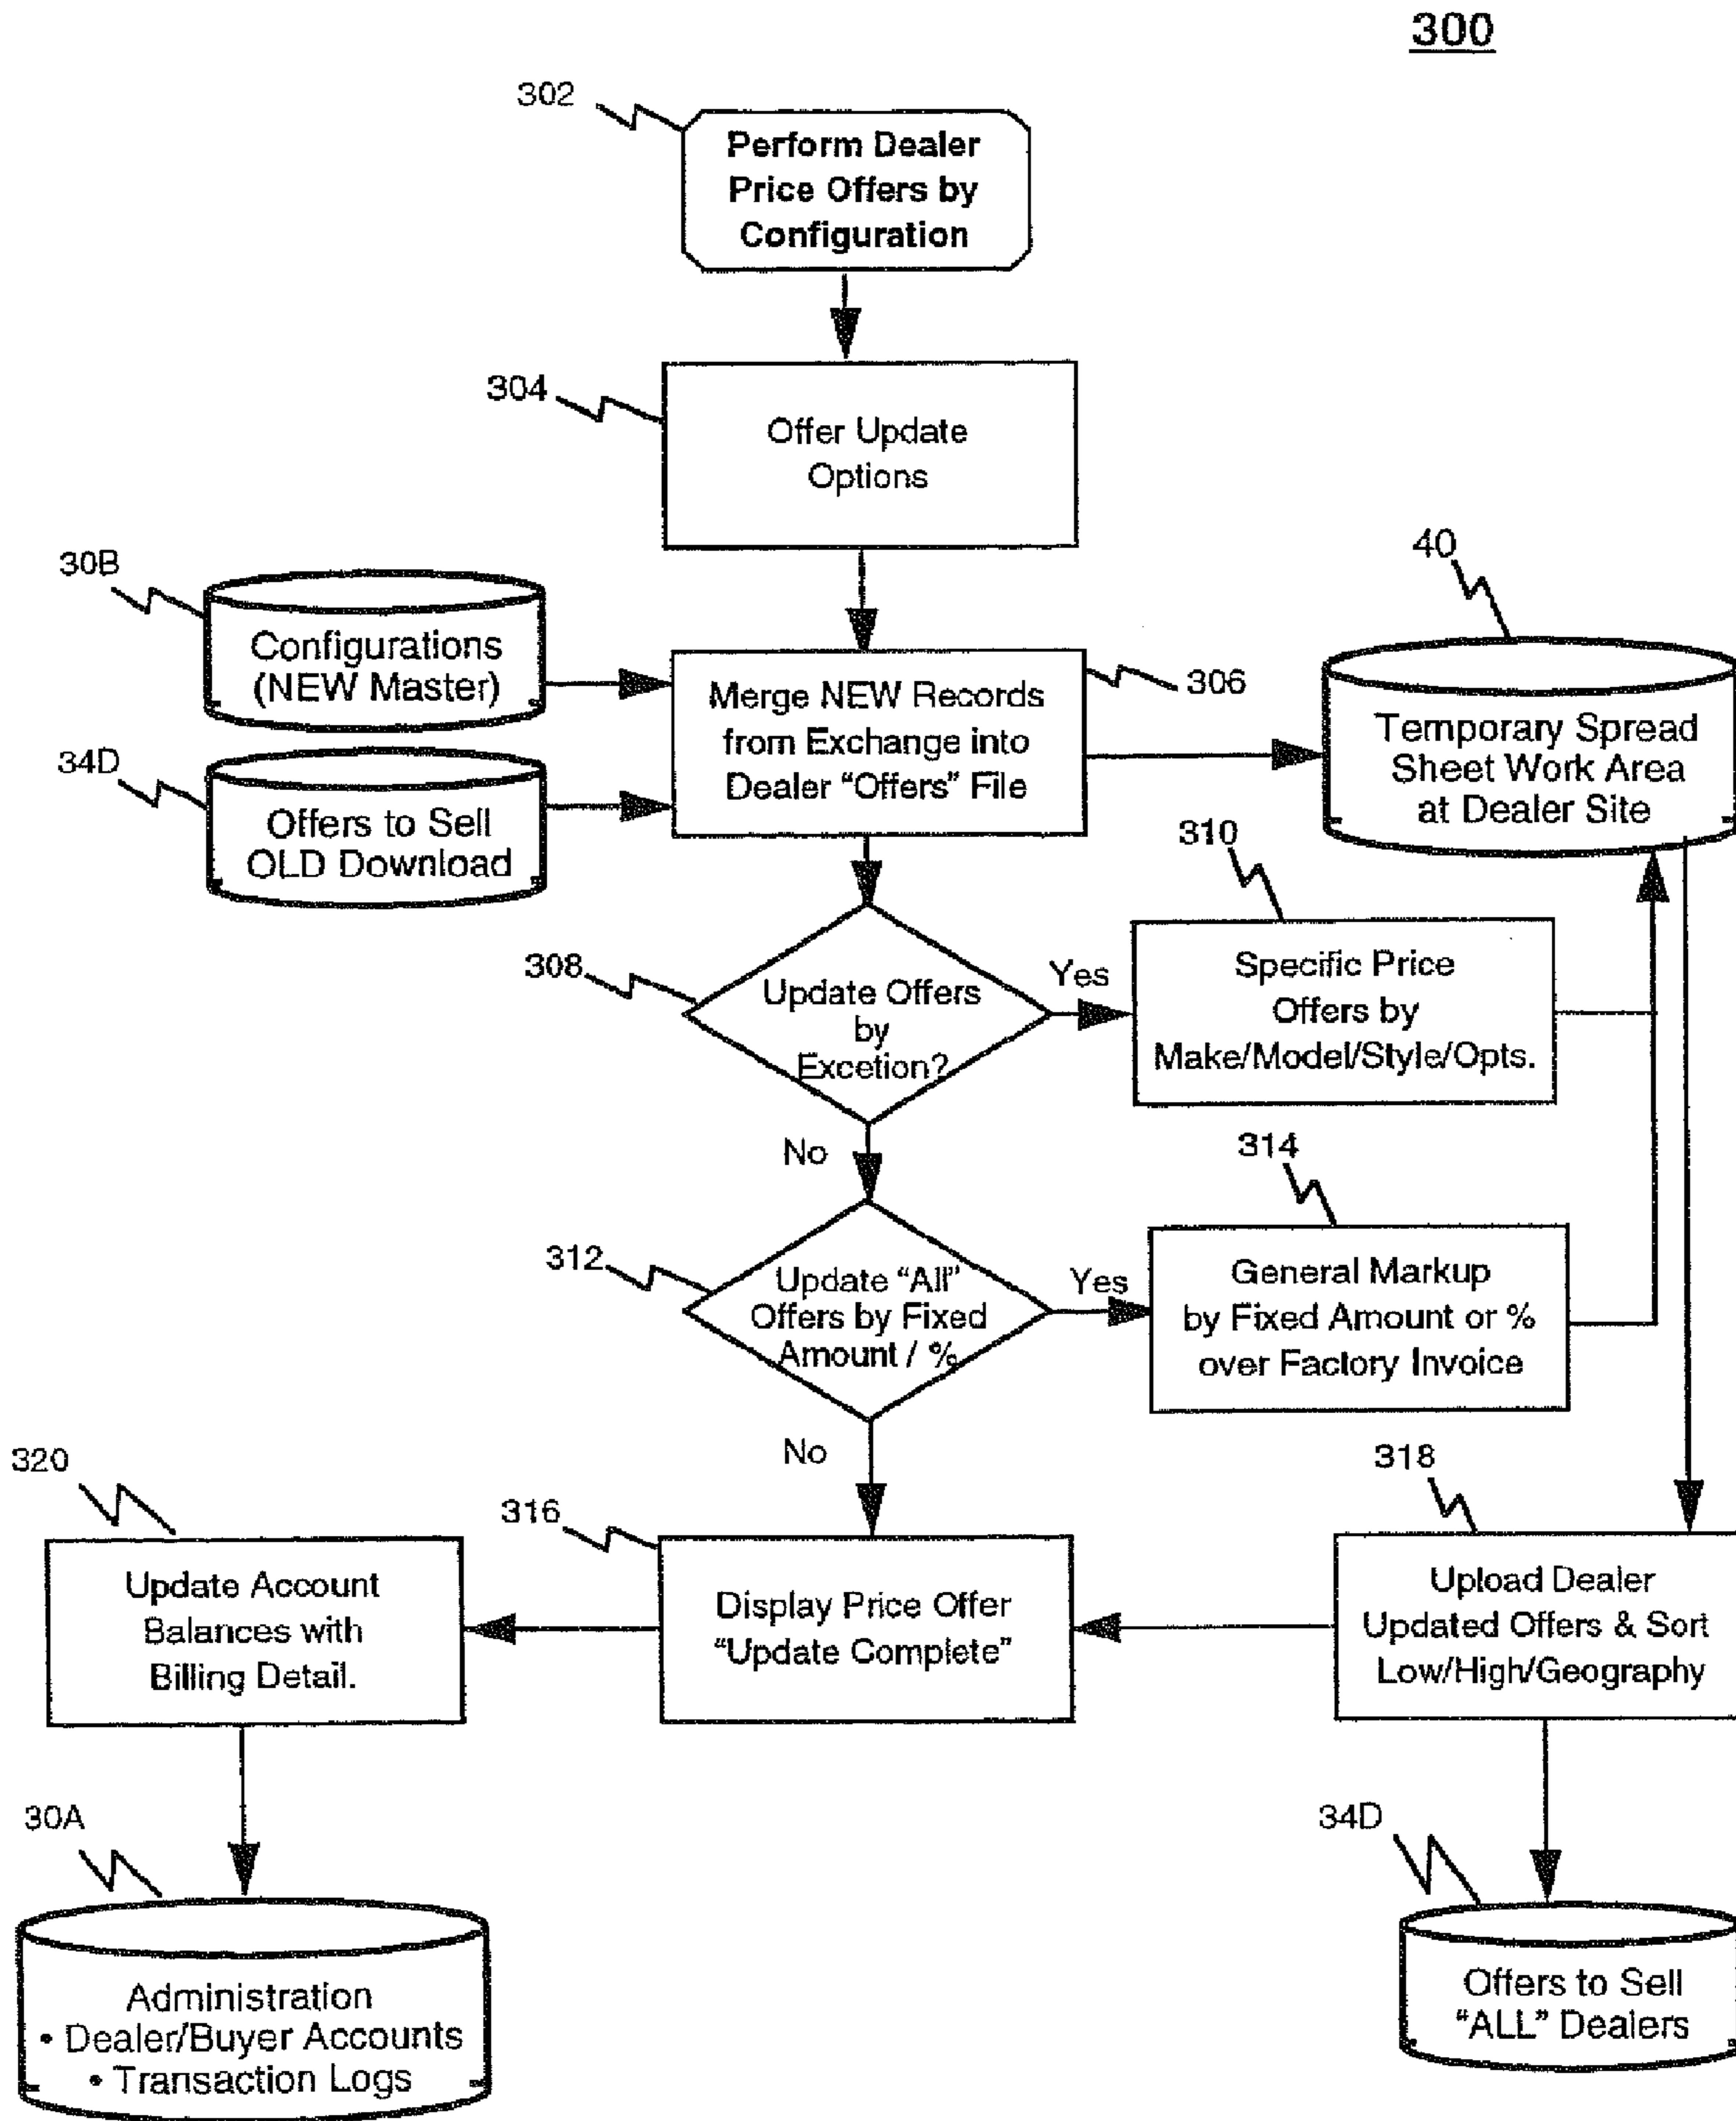 300
302
Perform Dealer
Price Offers by
Configuration
304
Offer Update
Options
30B
Configurations
(NEW Master)
34D
Offers to Sell
OLD Download
Merge NEW Records
from Exchange into
Dealer “Offers” File
306
40
Temporary Spread
Sheet Work Area
at Dealer Site
308
Update Offers
by
Excetion?
Yes
310
Specific Price
Offers by
Make/Model/Style/Opts.
No
312
Update “All”
Offers by Fixed
Amount / %
Yes
314
General Markup
by Fixed Amount or %
over Factory Invoice
No
320
Update Account
Balances with
Billing Detail.
316
Display Price Offer
“Update Complete”
318
Upload Dealer
Updated Offers & Sort
Low/High/Geography
30A
Administration
• Dealer/Buyer Accounts
• Transaction Logs
34D
Offers to Sell
“ALL” Dealers